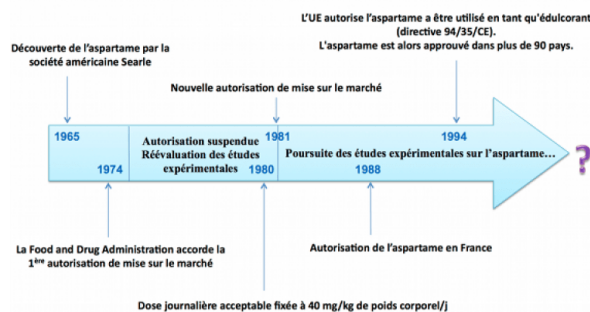 L'UE autorise l'aspartame a être utilisé en tant qu'édulcorant
(directive 94/35/CE).
L'aspartame est alors approuvé dans plus de 90 pays.
Découverte de l'aspartame par la
société américaine Searle
Nouvelle autorisation de mise sur le marché
1965
1974
Autorisation suspendue
Réévaluation des études
expérimentales
1980
1981
Poursuite des études expérimentales sur l'aspartame...
1988
1994
?
La Food and Drug Administration accorde la
1ère autorisation de mise sur le marché
Autorisation de l'aspartame en France
Dose journalière acceptable fixée à 40 mg/kg de poids corporel/j